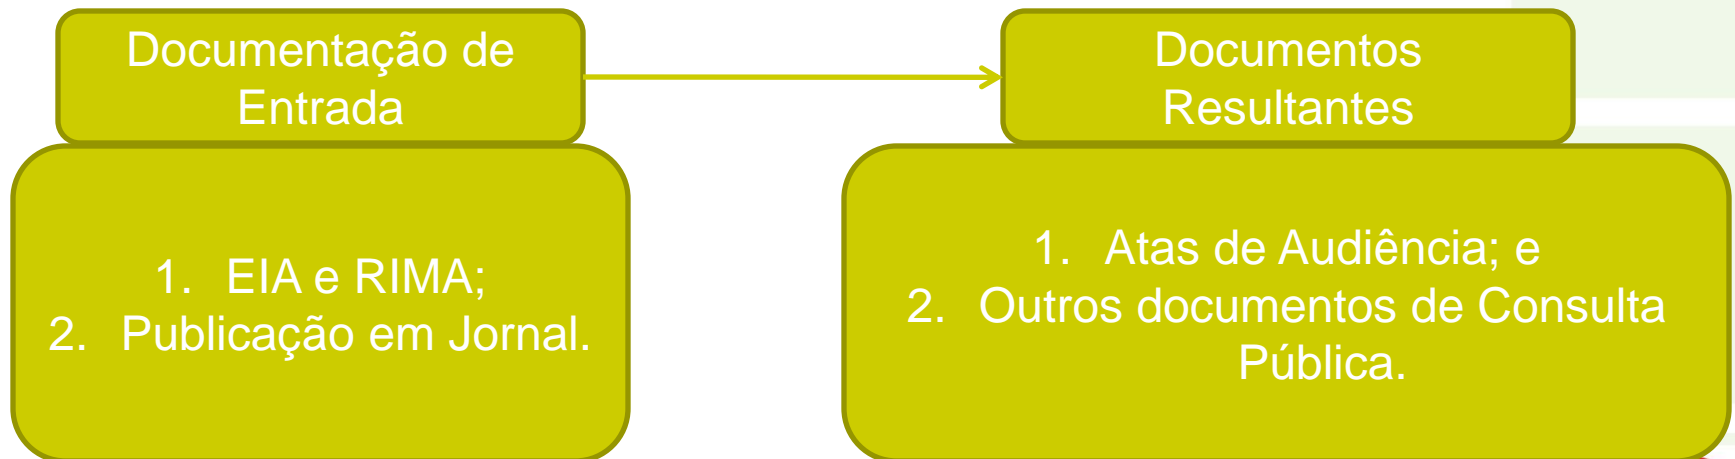 Documentação de
Entrada
1. EIA e RIMA;
2. Publicação em Jornal.
Documentos
Resultantes
1. Atas de Audiência; e
2. Outros documentos de Consulta
Pública.